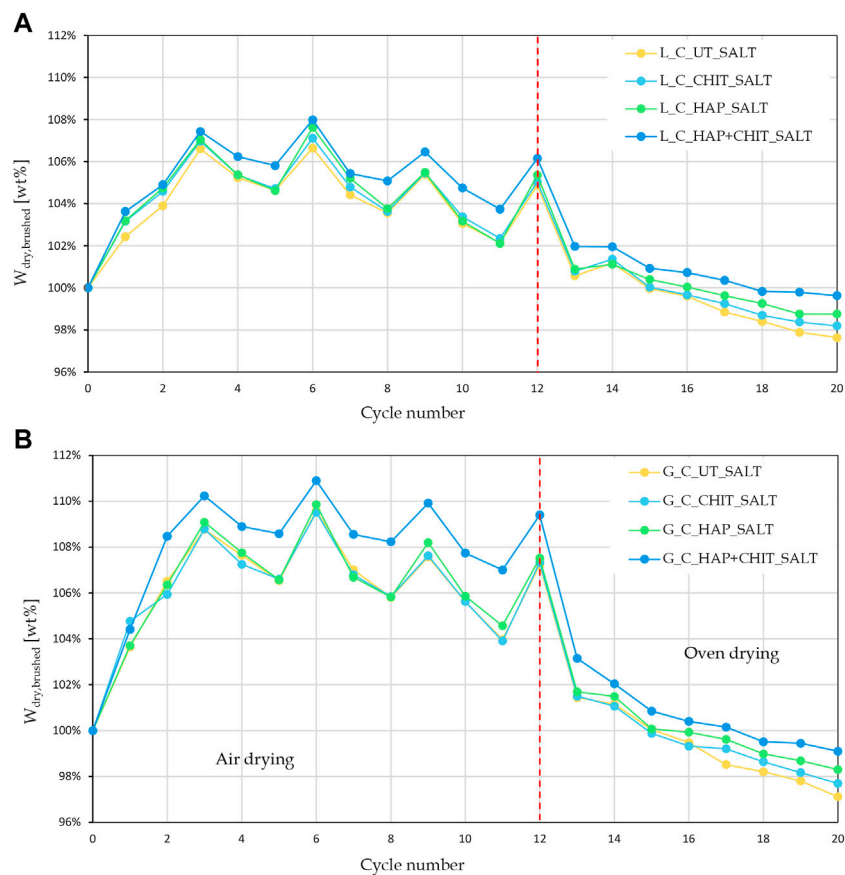 A
112%
110%
108%
106%
104%
102%
100%
98%
96%
W dry,brushed [wt%]
L_C_UT_SALT
L_C_CHIT_SALT
L_C_HAP_SALT
L_C_HAP+CHIT_SALT
0 2 4 6 8 10 12 14 16 18 20
Cycle number
B
112%
110%
108%
106%
104%
102%
100%
98%
96%
W dry,brushed [wt%]
G_C_UT_SALT
G_C_CHIT_SALT
G_C_HAP_SALT
G_C_HAP+CHIT_SALT
Oven drying
Air drying
0 2 4 6 8 10 12 14 16 18 20
Cycle number